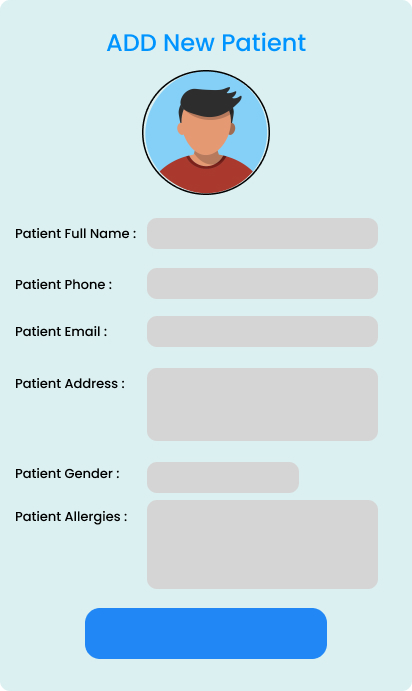 ADD New Patient
Patient Full Name :
Patient Phone :
Patient Email :
Patient Address :
Patient Gender :
Patient Allergies :